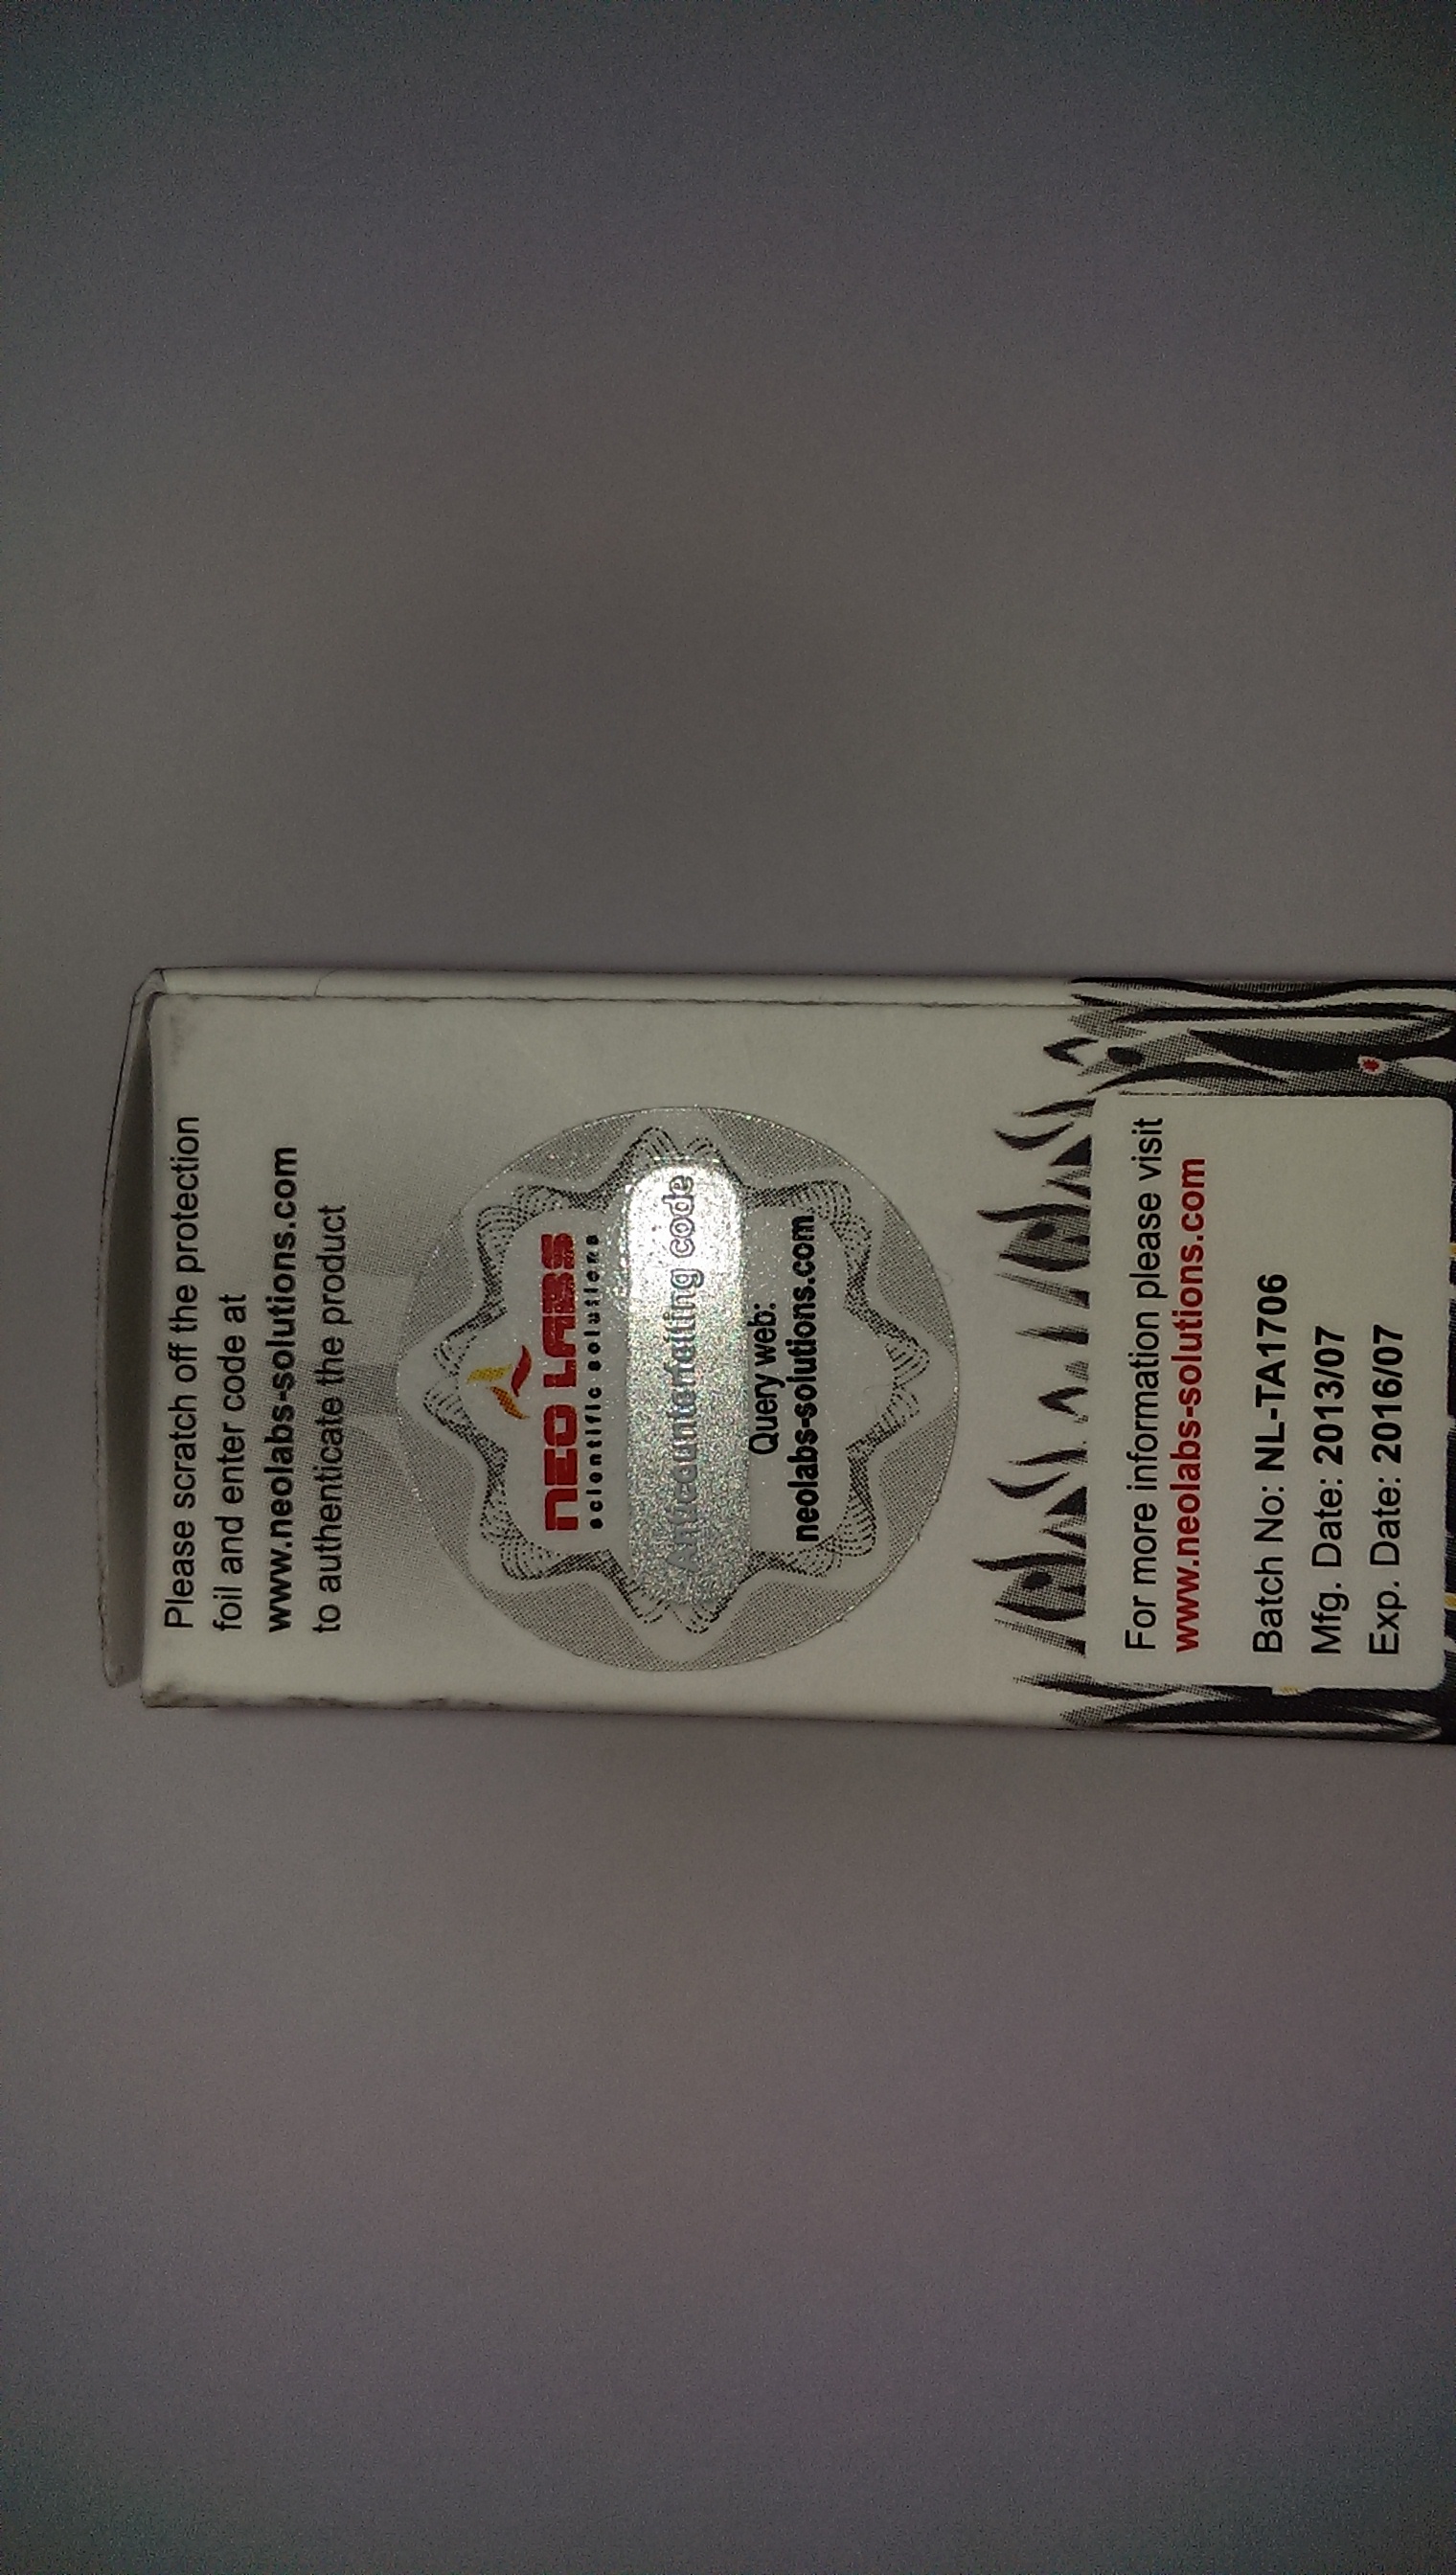 Please scratch off the protection
foil and enter code at
www.neolabs-solutions.com
to authenticate the product
NEO LABS
scientific solutions
Anticounterfeiting code
Query web:
neolabs-solutions.com
For more information please visit
www.neolabs-solutions.com
Batch No: NL-TA1706
Mfg. Date: 2013/07
Exp. Date: 2016/07